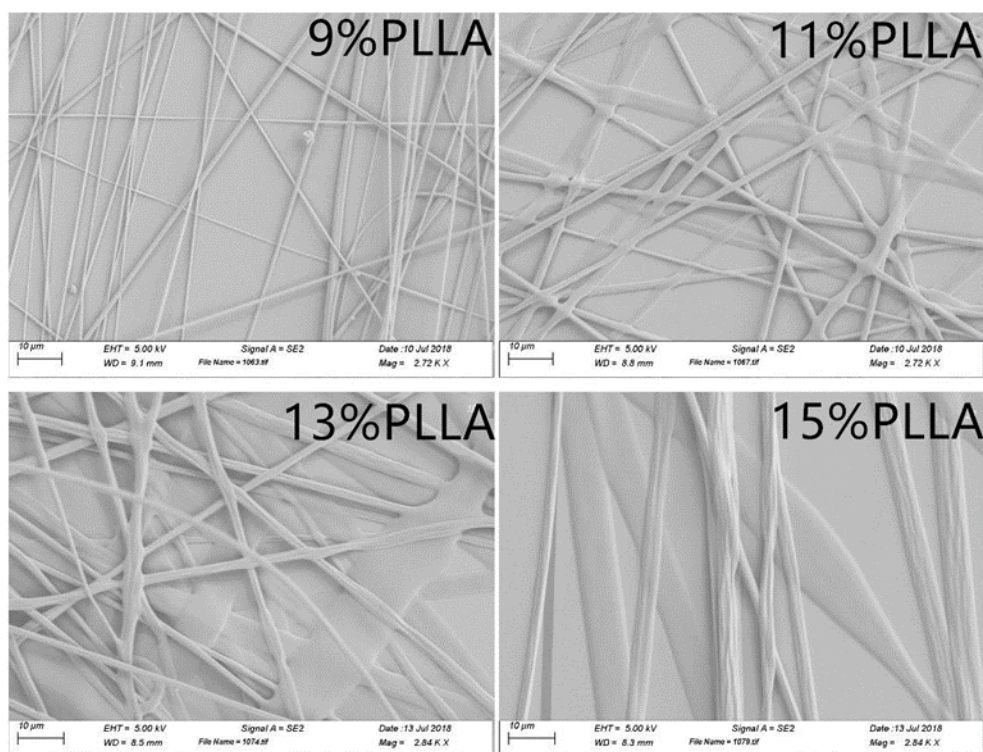 9%PLLA
10 µm
EHT = 5.00 kV
Signal A = SE2
Date :10 Jul 2018
WD = 9.1 mm
File Name = 1063.tif
Mag = 2.72 K X
11%PLLA
10 µm
EHT = 5.00 kV
Signal A = SE2
Date :10 Jul 2018
WD = 8.8 mm
File Name = 1067.tif
Mag = 2.72 K X
13%PLLA
10 µm
EHT = 5.00 kV
Signal A = SE2
Date :13 Jul 2018
WD = 8.5 mm
File Name = 1074.tif
Mag = 2.84 K X
15%PLLA
10 µm
EHT = 5.00 kV
Signal A = SE2
Date :13 Jul 2018
WD = 8.3 mm
File Name = 1079.tif
Mag = 2.84 K X